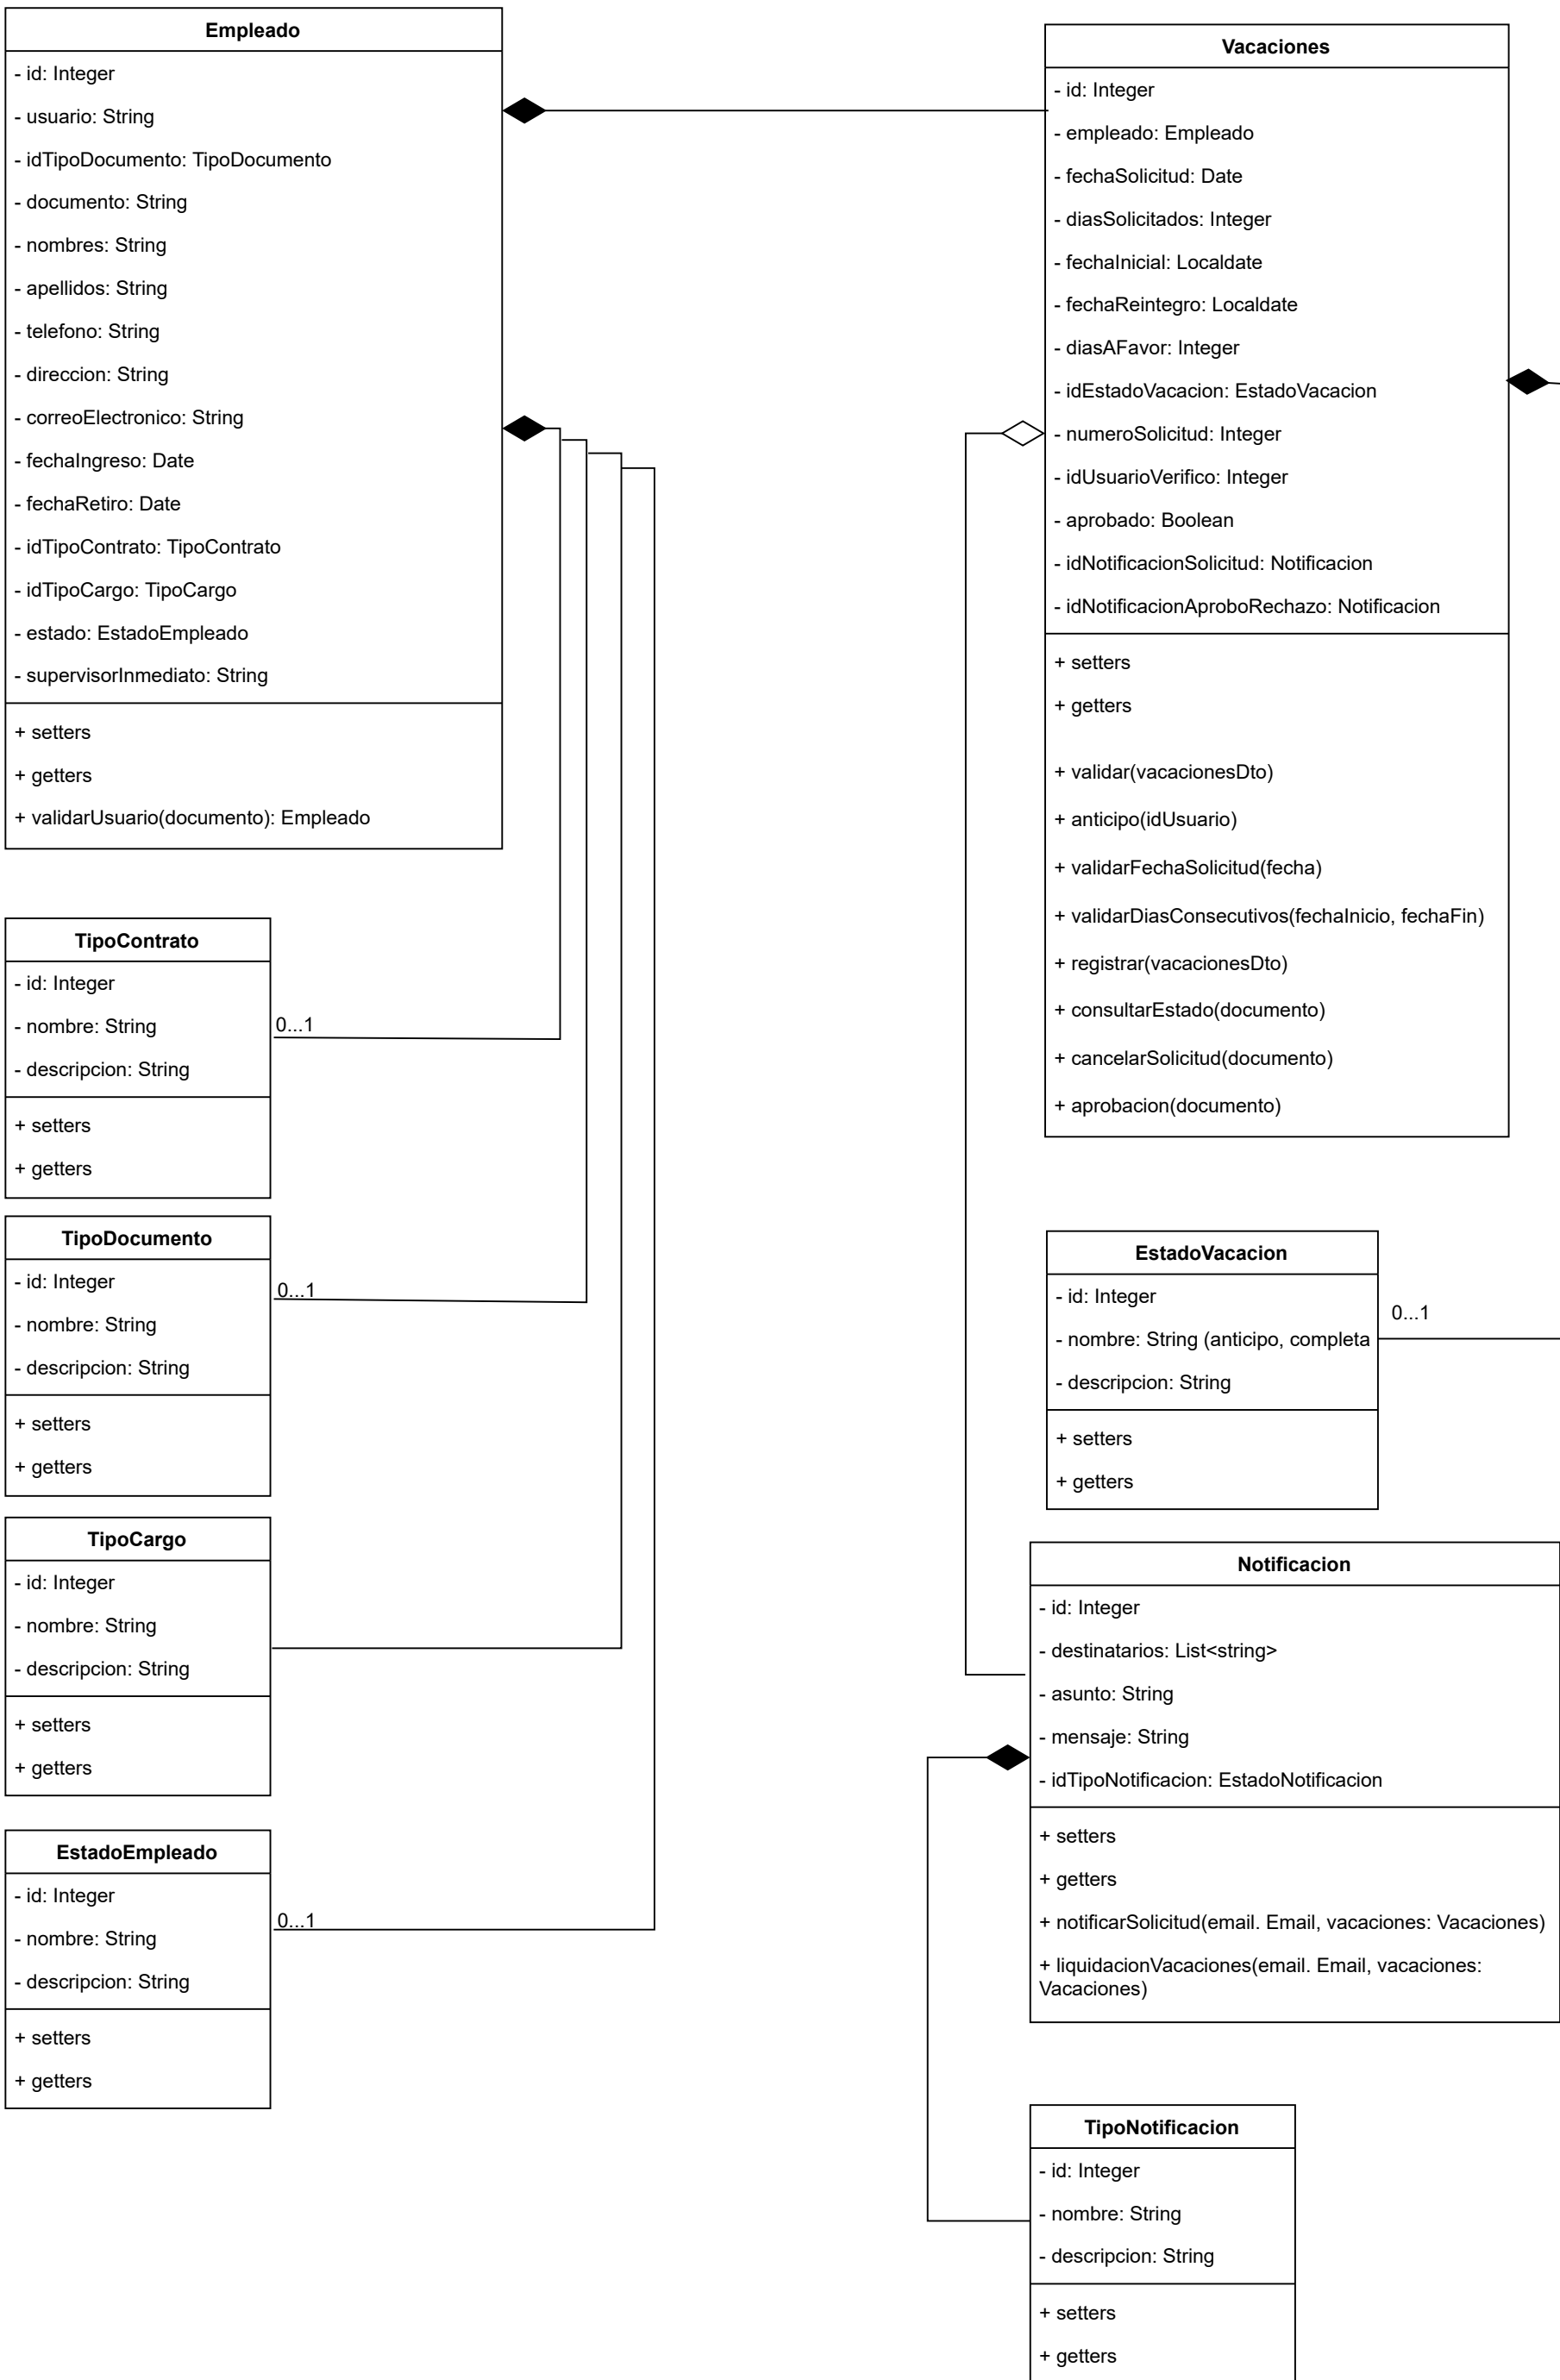 Empleado
- id: Integer
- usuario: String
- idTipoDocumento: TipoDocumento
- documento: String
- nombres: String
- apellidos: String
- telefono: String
- direccion: String
- correoElectronico: String
- fechaIngreso: Date
- fechaRetiro: Date
- idTipoContrato: TipoContrato
- idTipoCargo: TipoCargo
- estado: EstadoEmpleado
- supervisorInmediato: String
+ setters
+ getters
+ validarUsuario(documento): Empleado
TipoContrato
- id: Integer
- nombre: String
- descripcion: String
+ setters
+ getters
0...1
TipoDocumento
- id: Integer
- nombre: String
- descripcion: String
+ setters
+ getters
0...1
TipoCargo
- id: Integer
- nombre: String
- descripcion: String
+ setters
+ getters
EstadoEmpleado
- id: Integer
- nombre: String
- descripcion: String
+ setters
+ getters
0...1
Vacaciones
- id: Integer
- empleado: Empleado
- fechaSolicitud: Date
- diasSolicitados: Integer
- fechaInicial: Localdate
- fechaReintegro: Localdate
- diasAFavor: Integer
- idEstadoVacacion: EstadoVacacion
- numeroSolicitud: Integer
- idUsuarioVerifico: Integer
- aprobado: Boolean
- idNotificacionSolicitud: Notificacion
- idNotificacionAproboRechazo: Notificacion
+ setters
+ getters
+ validar(vacacionesDto)
+ anticipo(idUsuario)
+ validarFechaSolicitud(fecha)
+ validarDiasConsecutivos(fechaInicio, fechaFin)
+ registrar(vacacionesDto)
+ consultarEstado(documento)
+ cancelarSolicitud(documento)
+ aprobacion(documento)
EstadoVacacion
- id: Integer
- nombre: String (anticipo, completa
- descripcion: String
+ setters
+ getters
0...1
Notificacion
- id: Integer
- destinatarios: List<string>
- asunto: String
- mensaje: String
- idTipoNotificacion: EstadoNotificacion
+ setters
+ getters
+ notificarSolicitud(email. Email, vacaciones: Vacaciones)
+ liquidacionVacaciones(email. Email, vacaciones:
Vacaciones)
TipoNotificacion
- id: Integer
- nombre: String
- descripcion: String
+ setters
+ getters